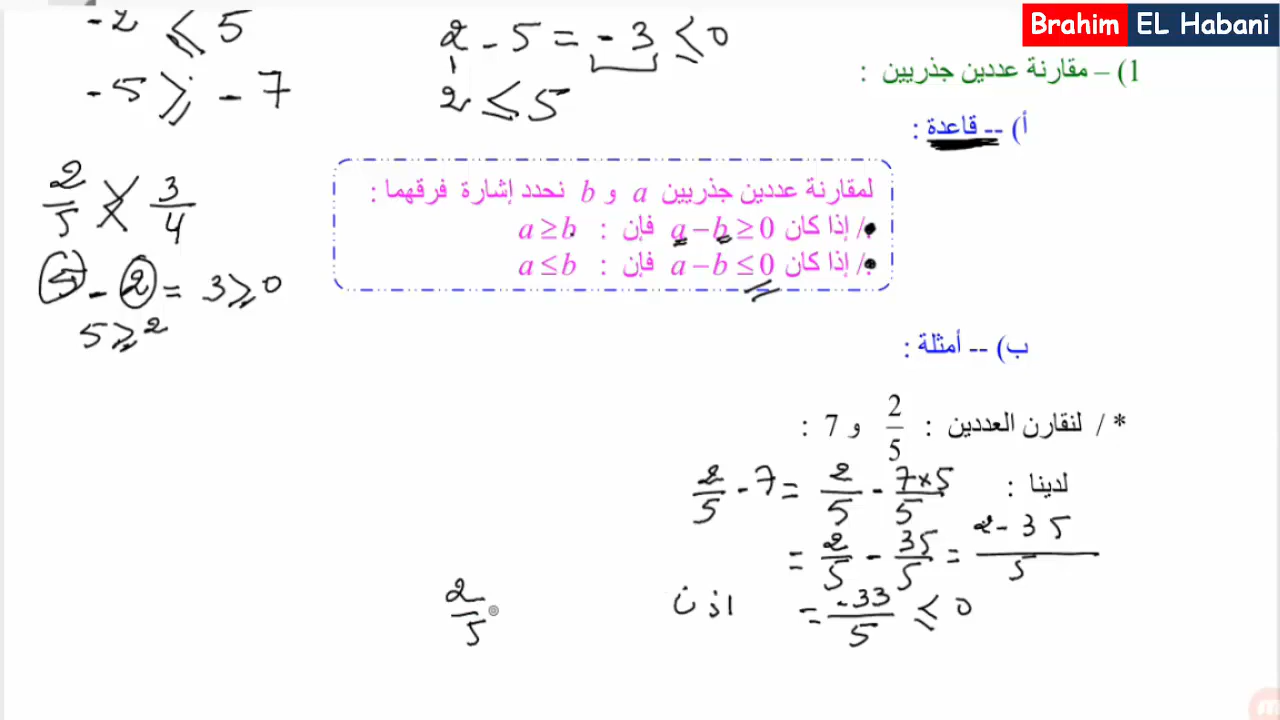 Brahim EL Habani
-2 ⩽ 5
-5 ⩾ -7
2 - 5 = -3 ⩽ 0
2 ⩽ 5
1) – مقارنة عددين جذريين :
أ) -- قاعدة :
2/5 3/4
5 - 2 = 3 ⩾ 0
5 ⩾ 2
لمقارنة عددين جذريين a و b نحدد إشارة فرقهما :
/ إذا كان a – b ≥ 0 فإن : a ≥ b
/ إذا كان a – b ≤ 0 فإن : a ≤ b
ب) -- أمثلة :
* / لنقارن العددين : 2/5 و 7 :
لدينا : 2/5 - 7 = 2/5 - 7×5/5
= 2/5 - 35/5 = 2-35/5
= -33/5 ⩽ 0
اذن 2/5